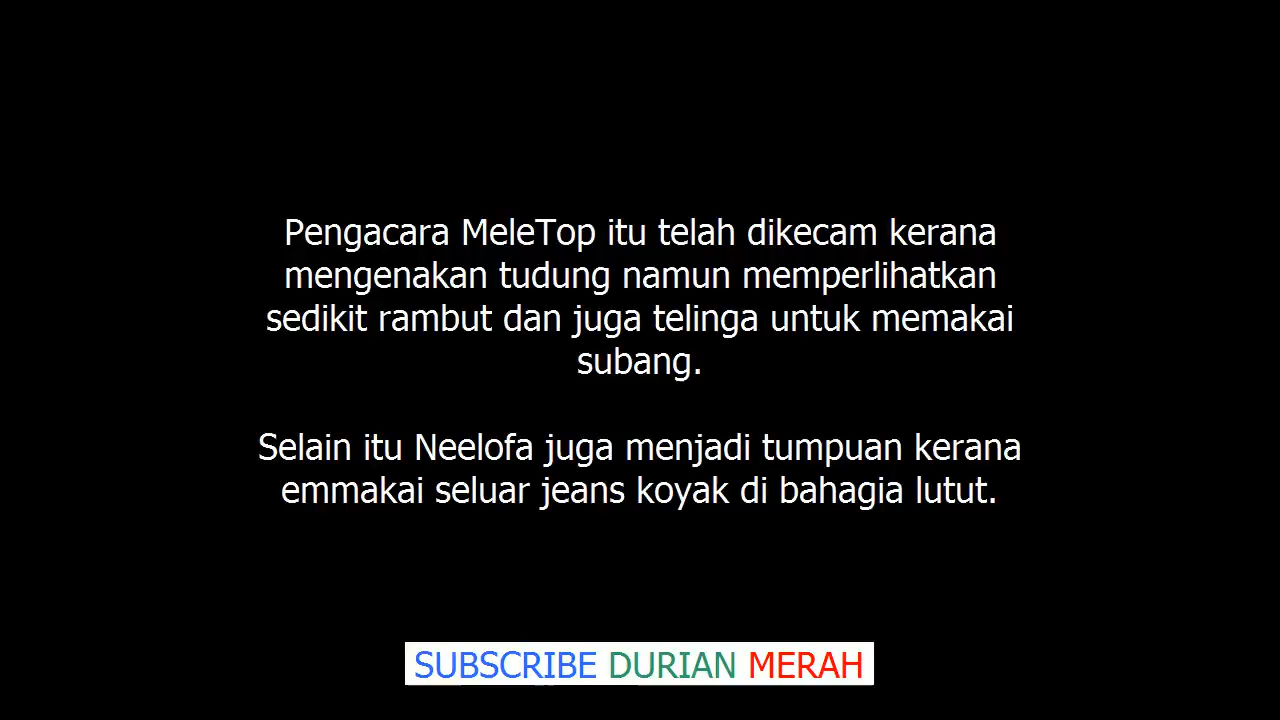 Pengacara MeleTop itu telah dikecam kerana
mengenakan tudung namun memperlihatkan
sedikit rambut dan juga telinga untuk memakai
subang.
Selain itu Neelofa juga menjadi tumpuan kerana
emmakai seluar jeans koyak di bahagia lutut.
SUBSCRIBE DURIAN MERAH